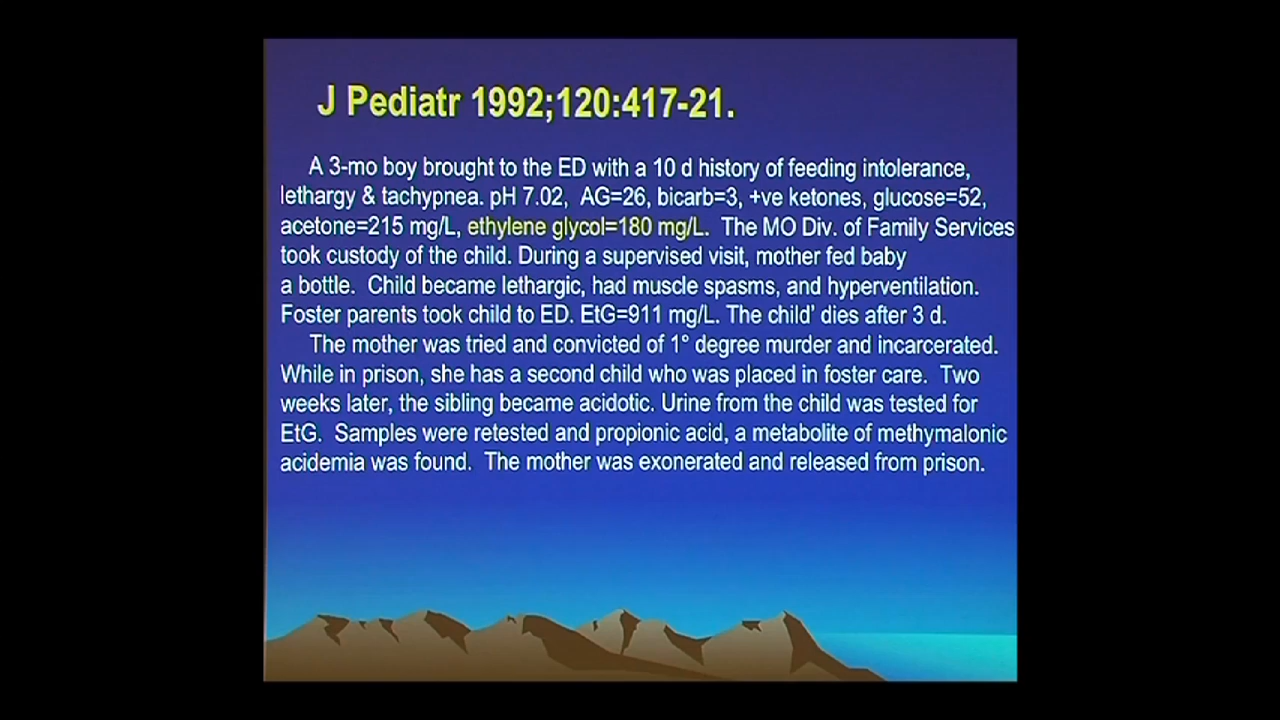 J Pediatr 1992;120:417-21.
A 3-mo boy brought to the ED with a 10 d history of feeding intolerance,
lethargy & tachypnea. pH 7.02, AG=26, bicarb=3, +ve ketones, glucose=52,
acetone=215 mg/L, ethylene glycol=180 mg/L. The MO Div. of Family Services
took custody of the child. During a supervised visit, mother fed baby
a bottle. Child became lethargic, had muscle spasms, and hyperventilation.
Foster parents took child to ED. EtG=911 mg/L. The child' dies after 3 d.
The mother was tried and convicted of 1° degree murder and incarcerated.
While in prison, she has a second child who was placed in foster care. Two
weeks later, the sibling became acidotic. Urine from the child was tested for
EtG. Samples were retested and propionic acid, a metabolite of methymalonic
acidemia was found. The mother was exonerated and released from prison.